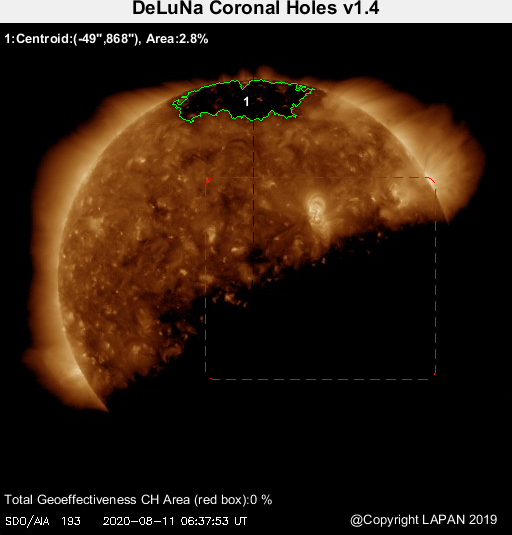 DeLuNa Coronal Holes v1.4
1:Centroid:(-49",868"), Area:2.8%
1
Total Geoeffectiveness CH Area (red box):0 %
SDO/AIA 193 2020-08-11 06:37:53 UT
@Copyright LAPAN 2019